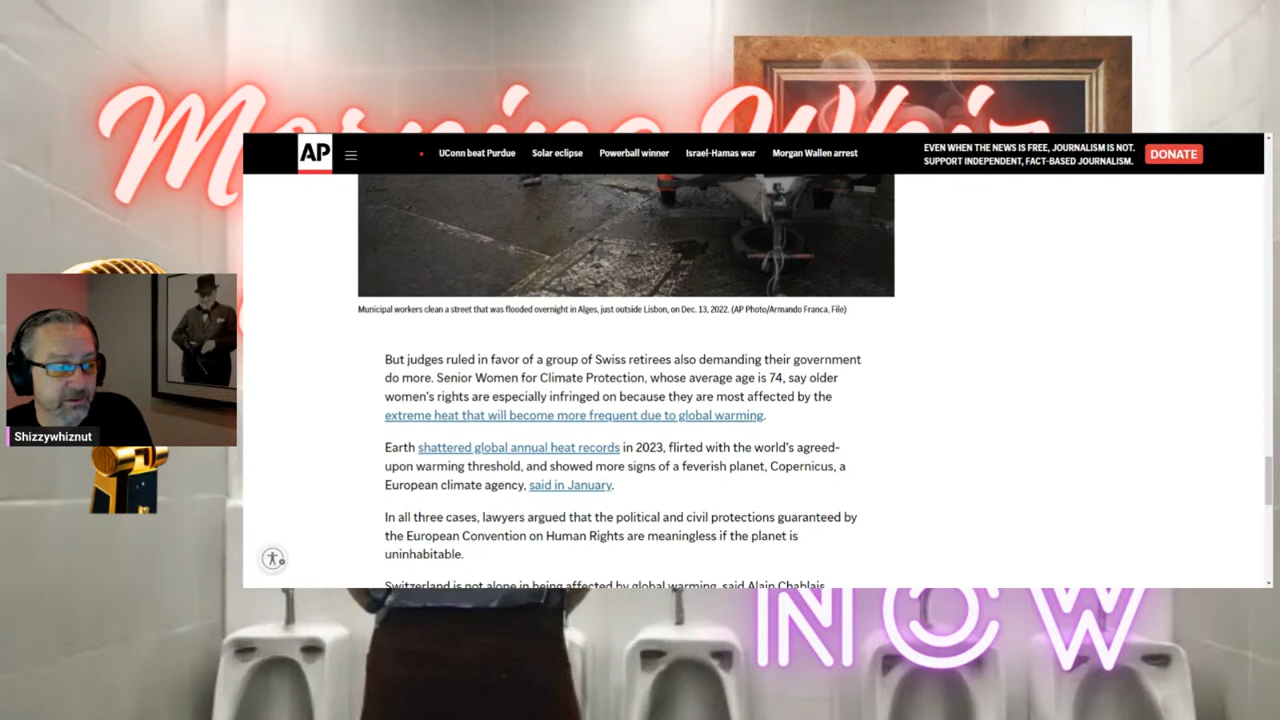 Morning Whiz
AP
UConn beat Purdue
Solar eclipse
Powerball winner
Israel-Hamas war
Morgan Wallen arrest
EVEN WHEN THE NEWS IS FREE, JOURNALISM IS NOT.
SUPPORT INDEPENDENT, FACT-BASED JOURNALISM.
DONATE
Municipal workers clean a street that was flooded overnight in Alges, just outside Lisbon, on Dec. 13, 2022. (AP Photo/Armando Franca, File)
But judges ruled in favor of a group of Swiss retirees also demanding their government
do more. Senior Women for Climate Protection, whose average age is 74, say older
women's rights are especially infringed on because they are most affected by the
extreme heat that will become more frequent due to global warming.
Earth shattered global annual heat records in 2023, flirted with the world's agreed-
upon warming threshold, and showed more signs of a feverish planet, Copernicus, a
European climate agency, said in January.
In all three cases, lawyers argued that the political and civil protections guaranteed by
the European Convention on Human Rights are meaningless if the planet is
uninhabitable.
Switzerland is not alone in being affected by global warming, said Alain Chablais,
Shizzywhiznut
NOW